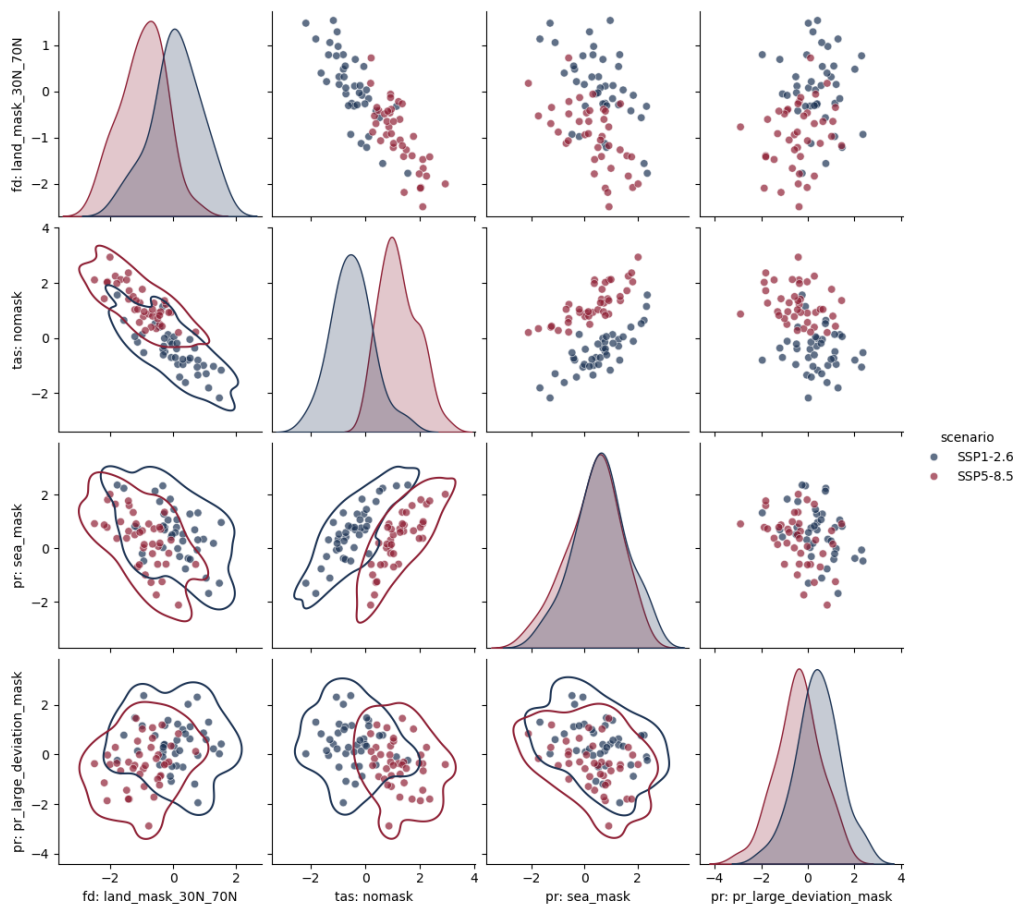 fd: land_mask_30N_70N
1
0
−1
−2
tas: nomask
4
2
0
−2
pr: sea_mask
2
0
−2
pr: pr_large_deviation_mask
2
0
−2
−4
−2
0
2
fd: land_mask_30N_70N
−2
0
2
4
tas: nomask
−2
0
2
pr: sea_mask
−4
−2
0
2
4
pr: pr_large_deviation_mask
scenario
SSP1-2.6
SSP5-8.5